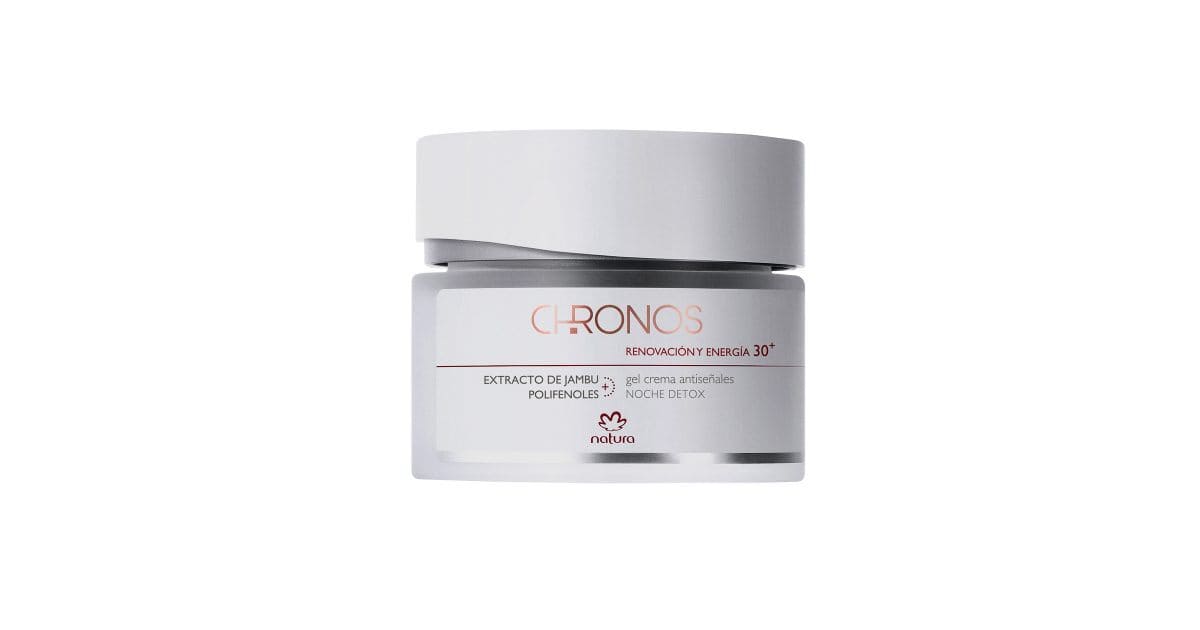 CHRONOS
RENOVACIÓN Y ENERGÍA 30+
EXTRACTO DE JAMBU
POLIFENOLES
+
gel crema antiseñales
NOCHE DETOX
natura